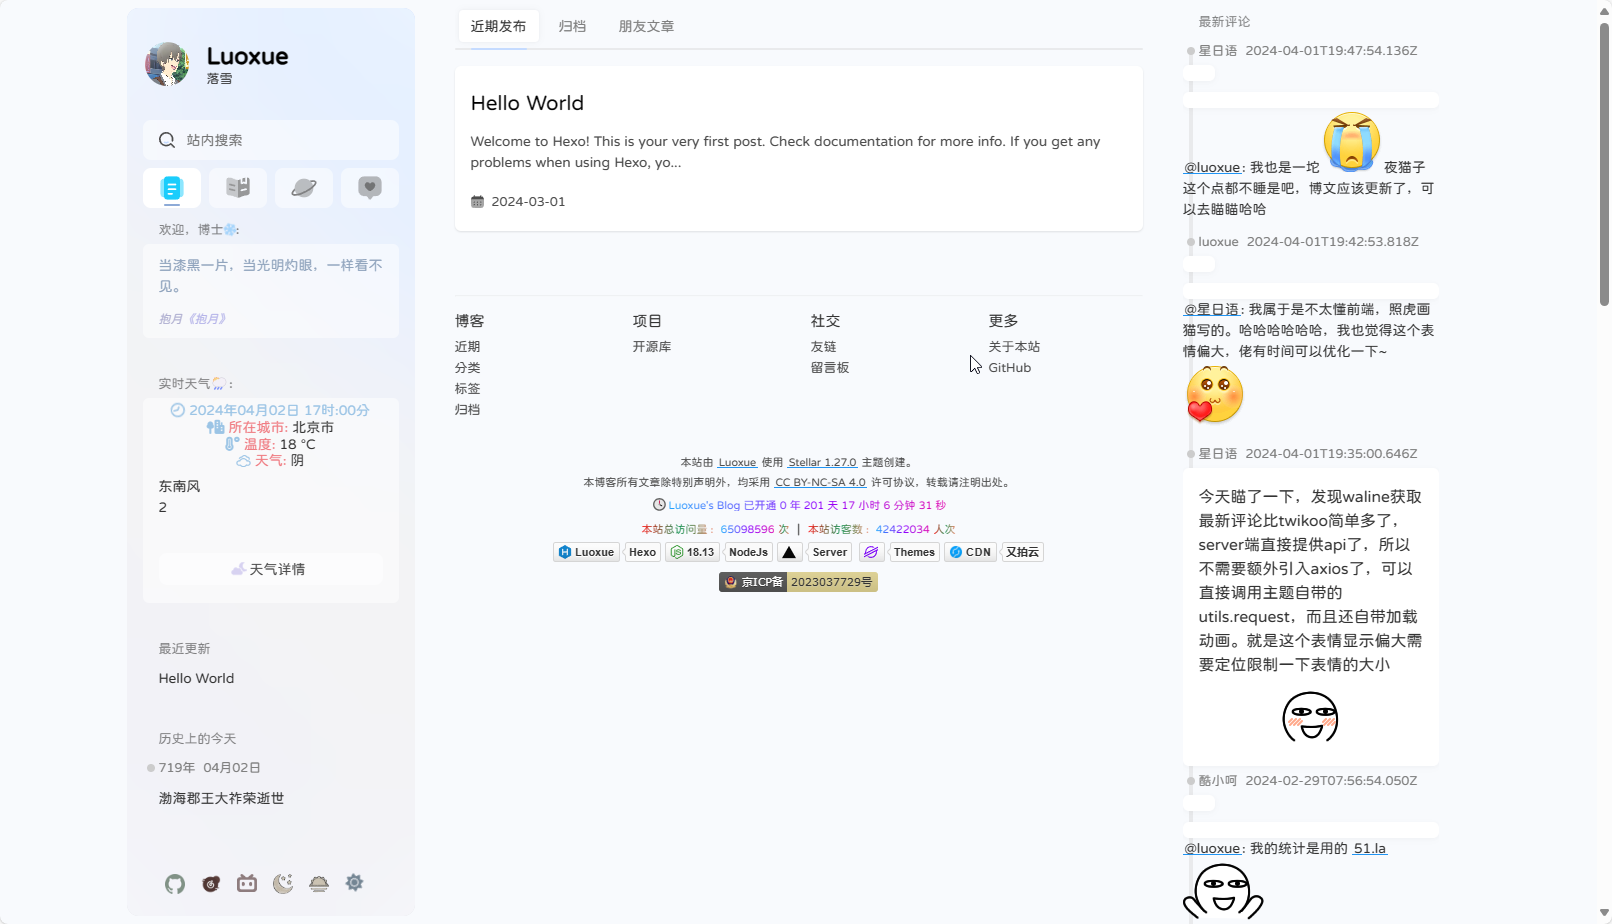 Luoxue
落雪
站内搜索
欢迎，博士❄️:
当漆黑一片，当光明灼眼，一样看不
见。
抱月《抱月》
实时天气🌦️：
2024年04月02日 17时:00分
所在城市: 北京市
温度: 18 °C
天气: 阴
东南风
2
天气详情
最近更新
Hello World
历史上的今天
719年 04月02日
渤海郡王大祚荣逝世
近期发布 归档 朋友文章
Hello World
Welcome to Hexo! This is your very first post. Check documentation for more info. If you get any
problems when using Hexo, yo...
2024-03-01
博客 项目 社交 更多
近期 开源库 友链 关于本站
分类 留言板 GitHub
标签
归档
本站由 Luoxue 使用 Stellar 1.27.0 主题创建。
本博客所有文章除特别声明外，均采用 CC BY-NC-SA 4.0 许可协议，转载请注明出处。
Luoxue's Blog 已开通 0 年 201 天 17 小时 6 分钟 31 秒
本站总访问量： 65098596 次 | 本站访客数： 42422034 人次
Luoxue Hexo 18.13 NodeJs Server Themes CDN 又拍云
京ICP备 2023037729号
最新评论
星日语 2024-04-01T19:47:54.136Z
@luoxue: 我也是一坨 夜猫子
这个点都不睡是吧，博文应该更新了，可
以去瞄瞄哈哈
luoxue 2024-04-01T19:42:53.818Z
@星日语: 我属于是不太懂前端，照虎画
猫写的。哈哈哈哈哈哈，我也觉得这个表
情偏大，佬有时间可以优化一下~
星日语 2024-04-01T19:35:00.646Z
今天瞄了一下，发现waline获取
最新评论比twikoo简单多了，
server端直接提供api了，所以
不需要额外引入axios了，可以
直接调用主题自带的
utils.request，而且还自带加载
动画。就是这个表情显示偏大需
要定位限制一下表情的大小
酷小呵 2024-02-29T07:56:54.050Z
@luoxue: 我的统计是用的 51.la